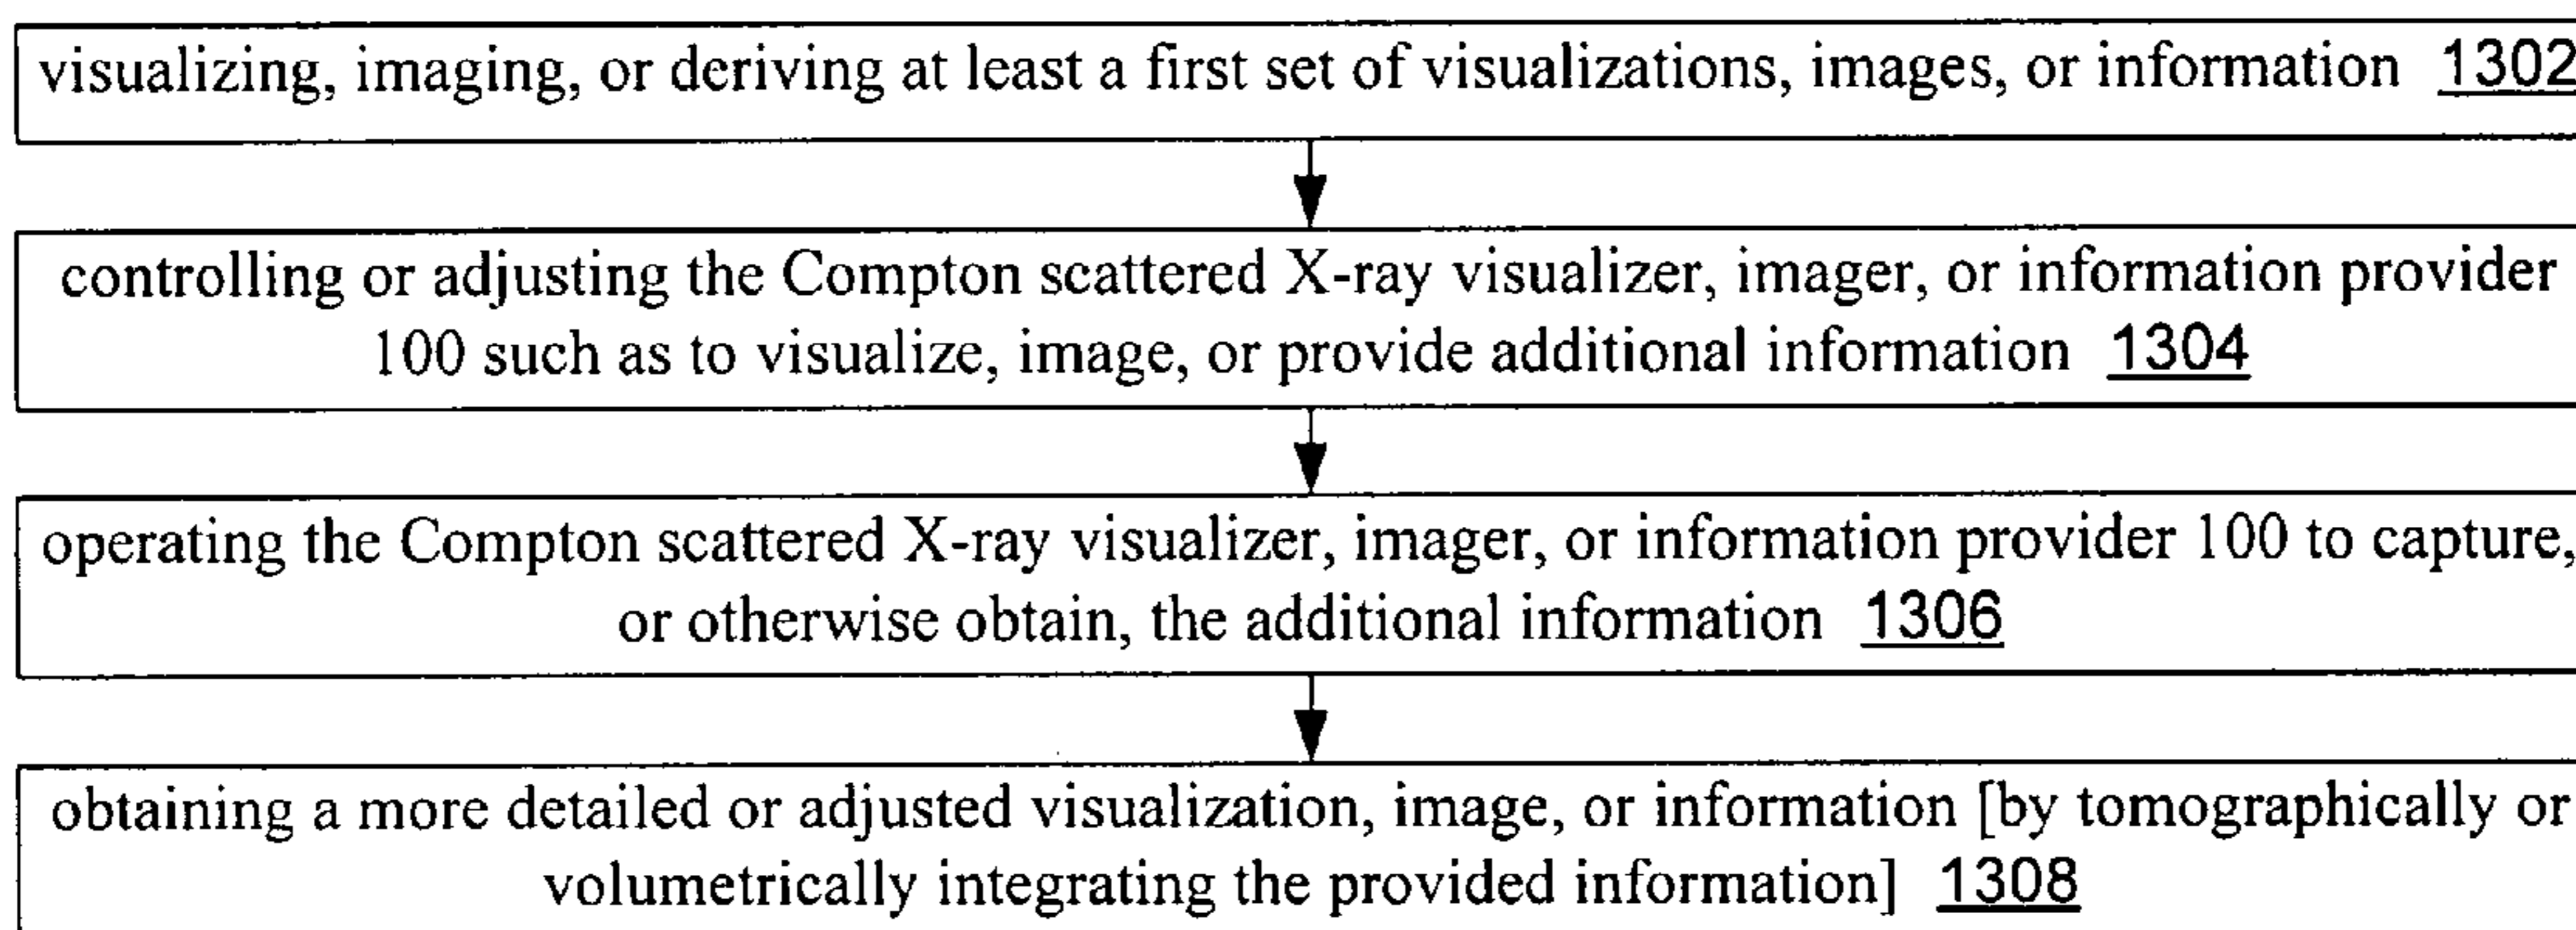 visualizing, imaging, or deriving at least a first set of visualizations, images, or information 1302
controlling or adjusting the Compton scattered X-ray visualizer, imager, or information provider
100 such as to visualize, image, or provide additional information 1304
operating the Compton scattered X-ray visualizer, imager, or information provider 100 to capture,
or otherwise obtain, the additional information 1306
obtaining a more detailed or adjusted visualization, image, or information [by tomographically or
volumetrically integrating the provided information] 1308